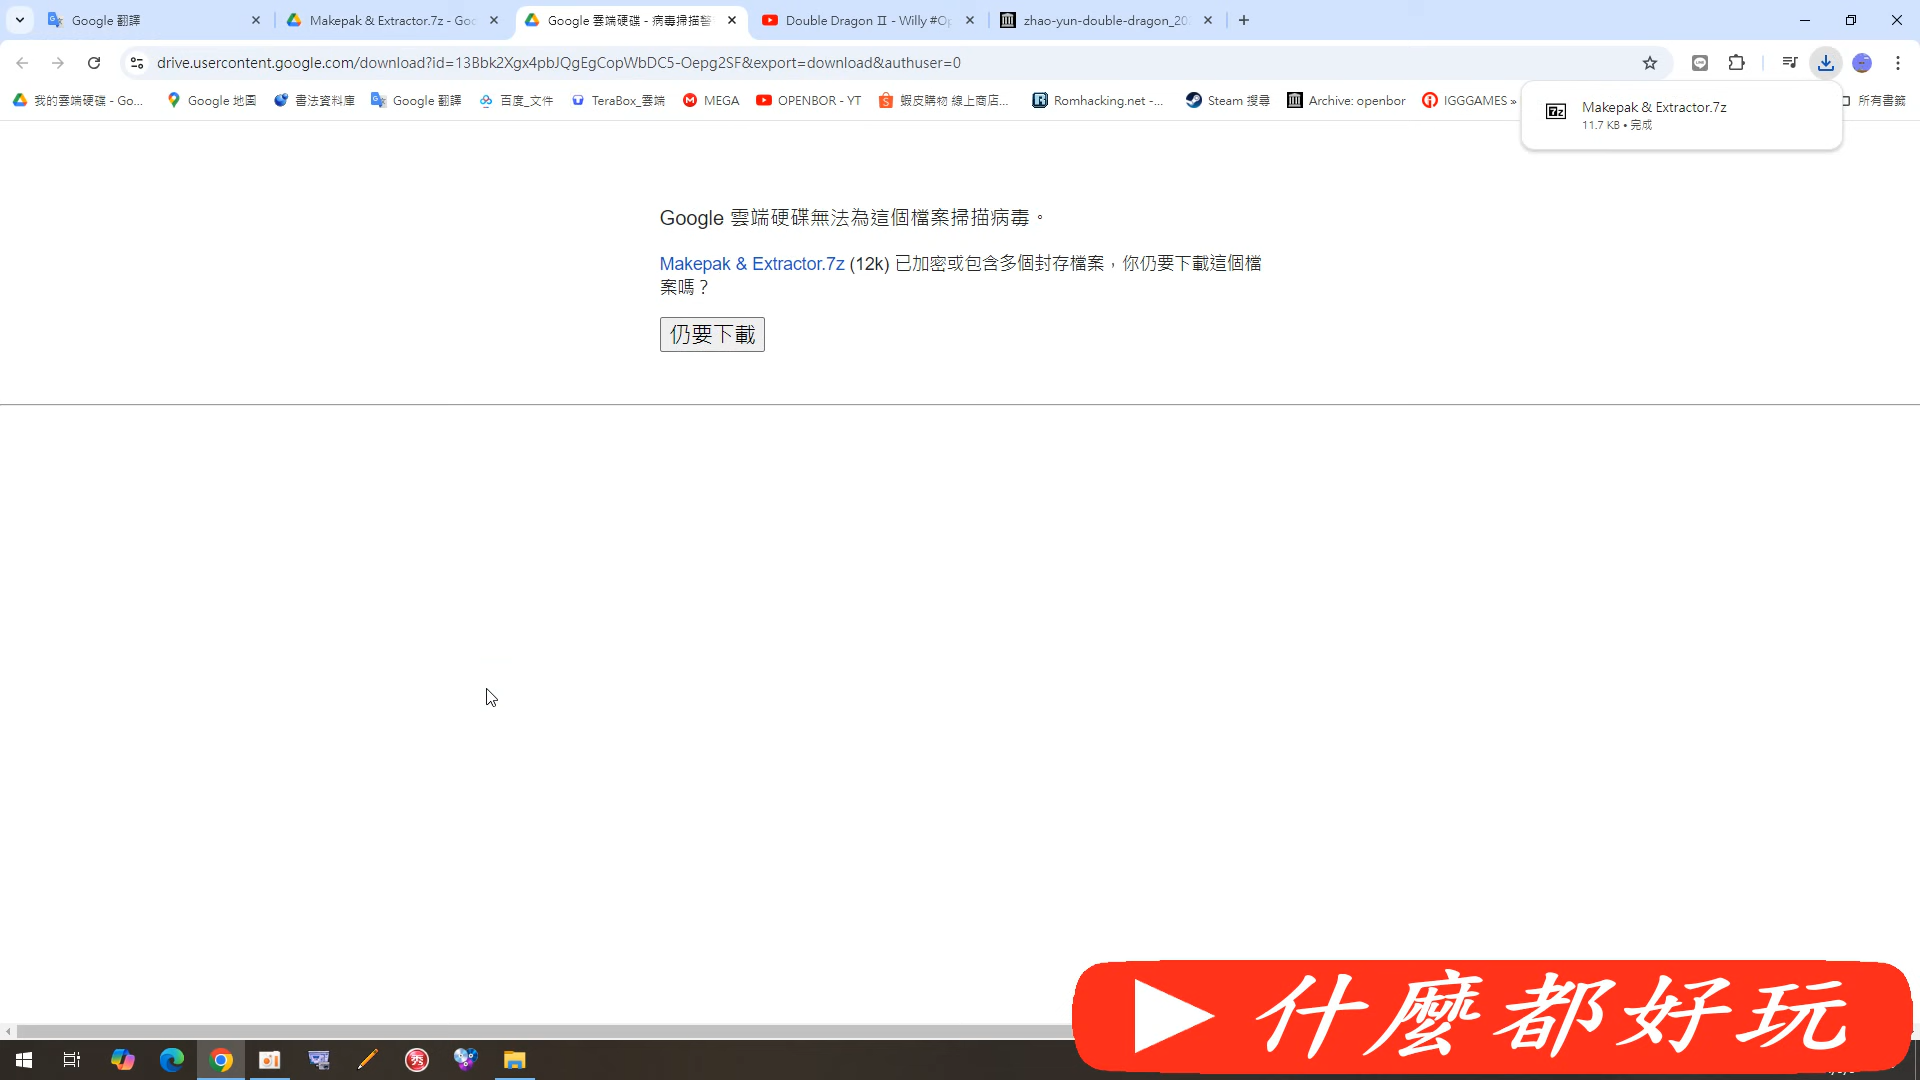 Google 翻譯
Makepak & Extractor.7z - Goo
Google 雲端硬碟 - 病毒掃描警
Double Dragon Ⅱ - Willy #Op
zhao-yun-double-dragon_20
drive.usercontent.google.com/download?id=13Bbk2Xgx4pbJQgEgCopWbDC5-Oepg2SF&export=download&authuser=0
我的雲端硬碟 - Go...
Google 地圖
書法資料庫
Google 翻譯
百度_文件
TeraBox_雲端
MEGA
OPENBOR - YT
蝦皮購物 線上商店...
Romhacking.net -...
Steam 搜尋
Archive: openbor
IGGGAMES »
所有書籤
7z
Makepak & Extractor.7z
11.7 KB • 完成
Google 雲端硬碟無法為這個檔案掃描病毒。
Makepak & Extractor.7z (12k) 已加密或包含多個封存檔案，你仍要下載這個檔
案嗎？
仍要下載
什麼都好玩